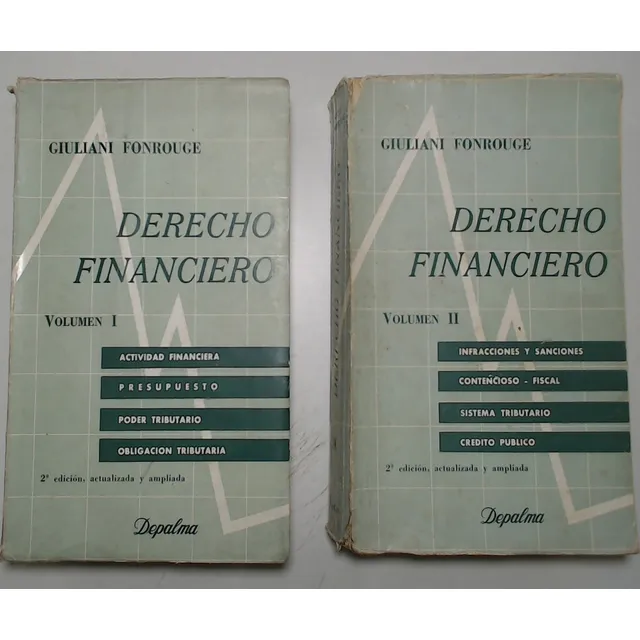 GIULIANI FONROUGE
DERECHO
FINANCIERO
VOLUMEN I
ACTIVIDAD FINANCIERA
PRESUPUESTO
PODER TRIBUTARIO
OBLIGACION TRIBUTARIA
2ª edición, actualizada y ampliada
Depalma
GIULIANI FONROUGE
DERECHO
FINANCIERO
VOLUMEN II
INFRACCIONES Y SANCIONES
CONTENCIOSO - FISCAL
SISTEMA TRIBUTARIO
CREDITO PUBLICO
2ª edición, actualizada y ampliada
Depalma